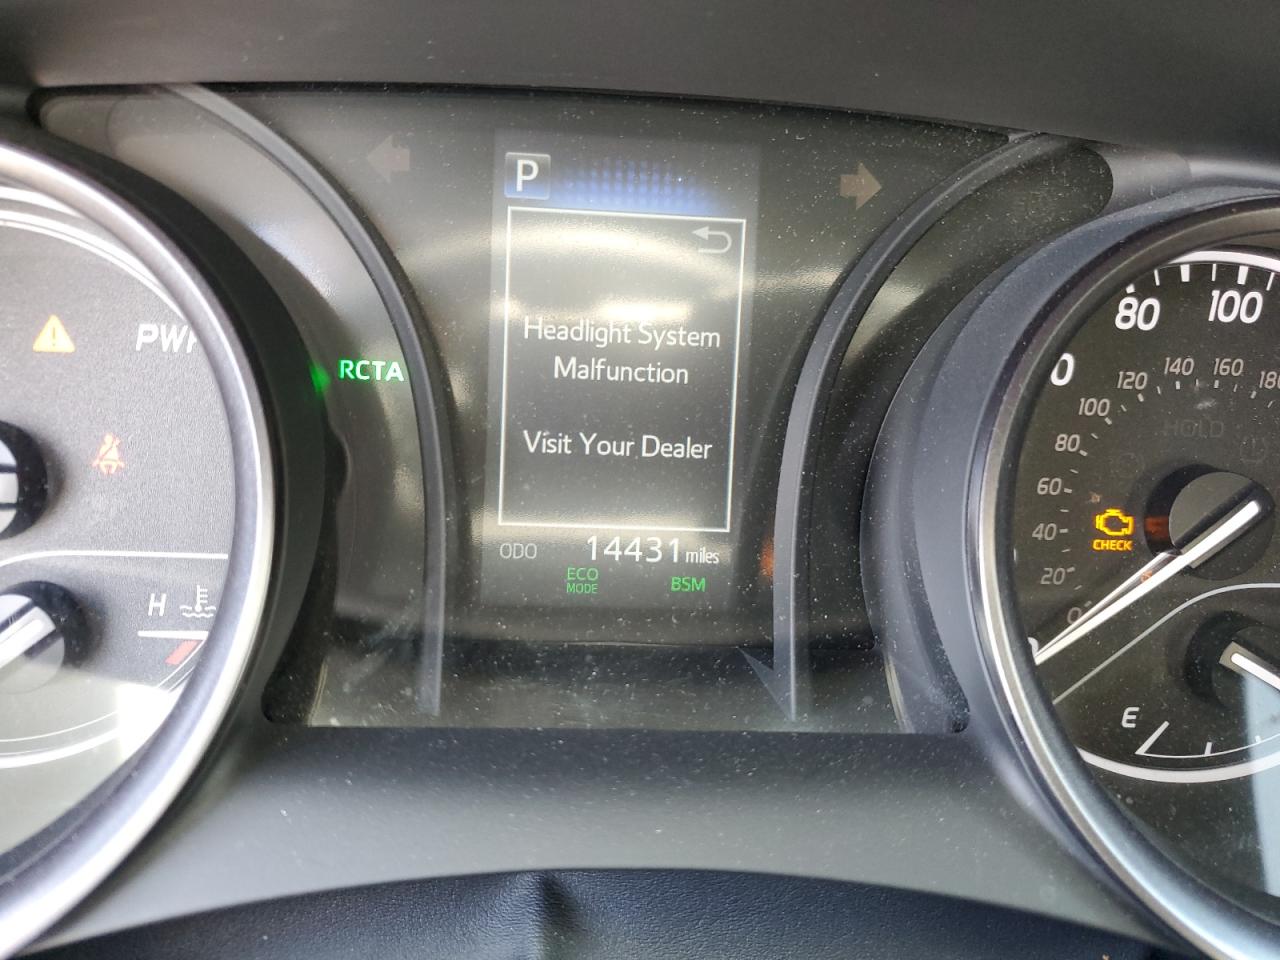 P
Headlight System
Malfunction
Visit Your Dealer
ODO 14431 miles
ECO
MODE
BSM
RCTA
H
80
100
120
140
160
100
80
60
40
20
0
HOLD
CHECK
E